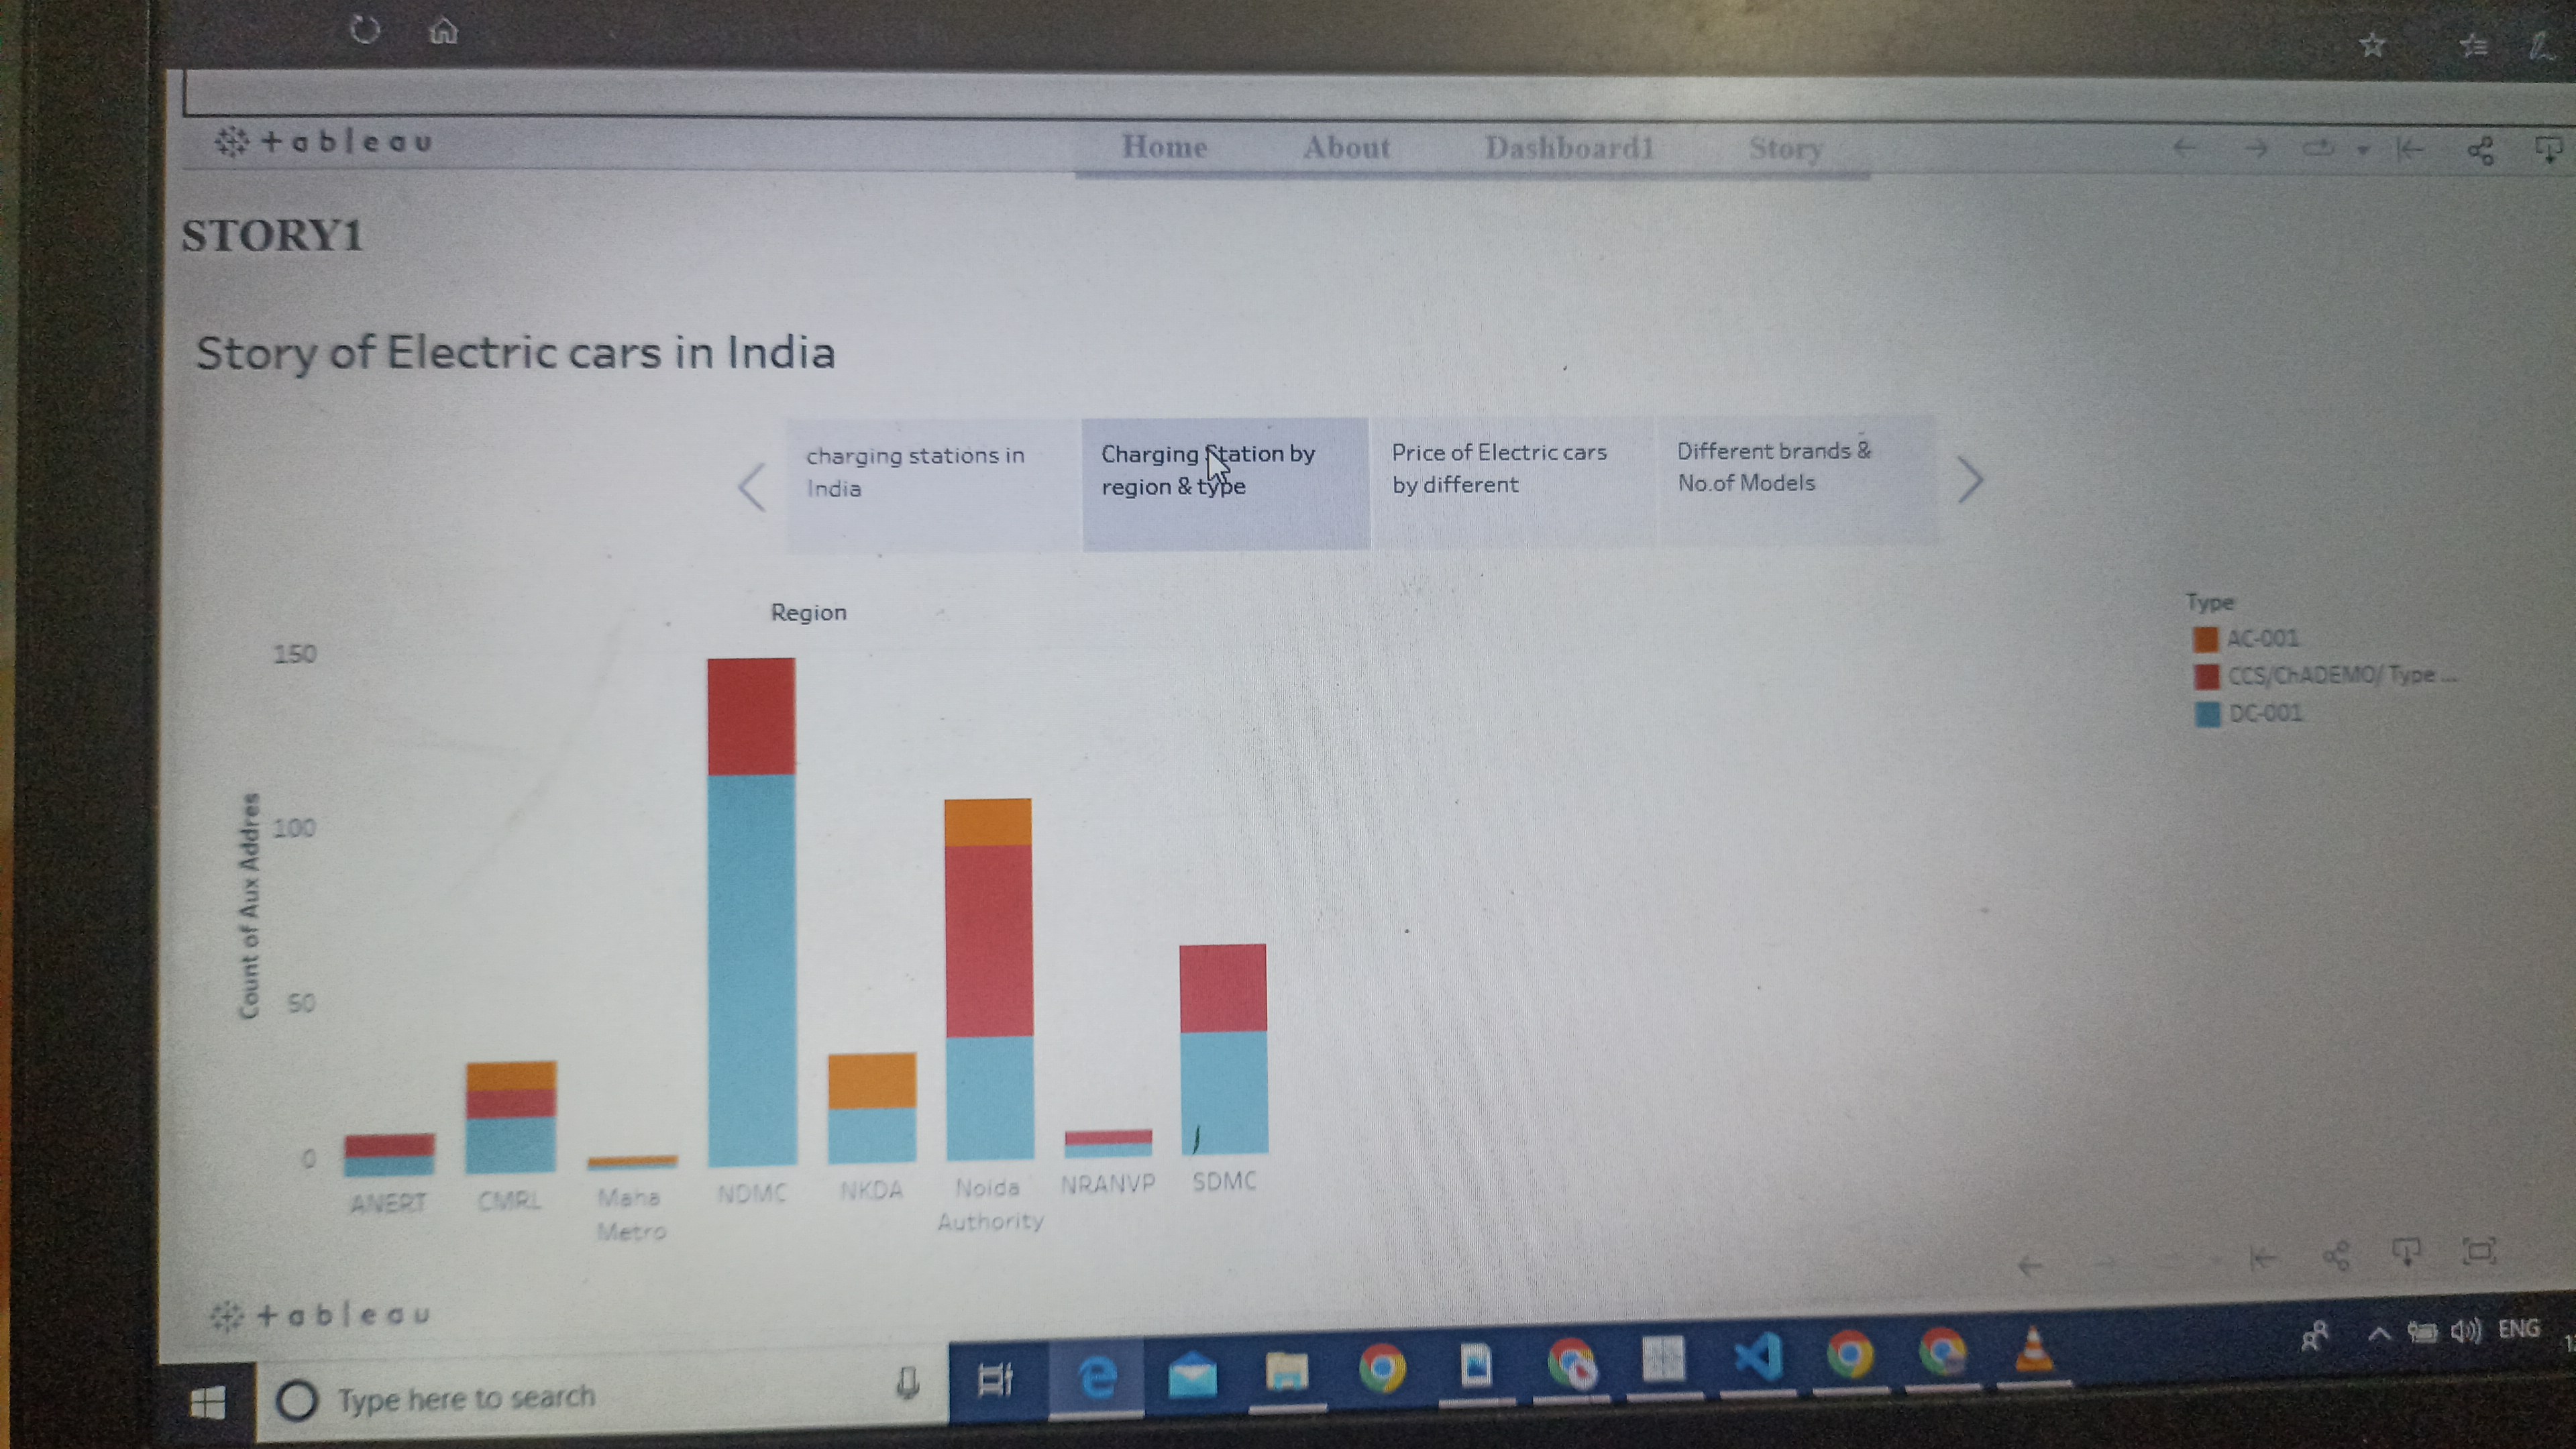 +ableau
Home About Dashboard1 Story
STORY1
Story of Electric cars in India
charging stations in
India
Charging Station by
region & type
Price of Electric cars
by different
Different brands &
No.of Models
Region
Type
AC-001
CCS/ChADEMO/ Type ...
DC-001
Count of Aux Addres
150
100
50
0
ANERT
CMRL
Maha
Metro
NDMC
NKDA
Noida
Authority
NRANVP
SDMC
+ableau
Type here to search
ENG